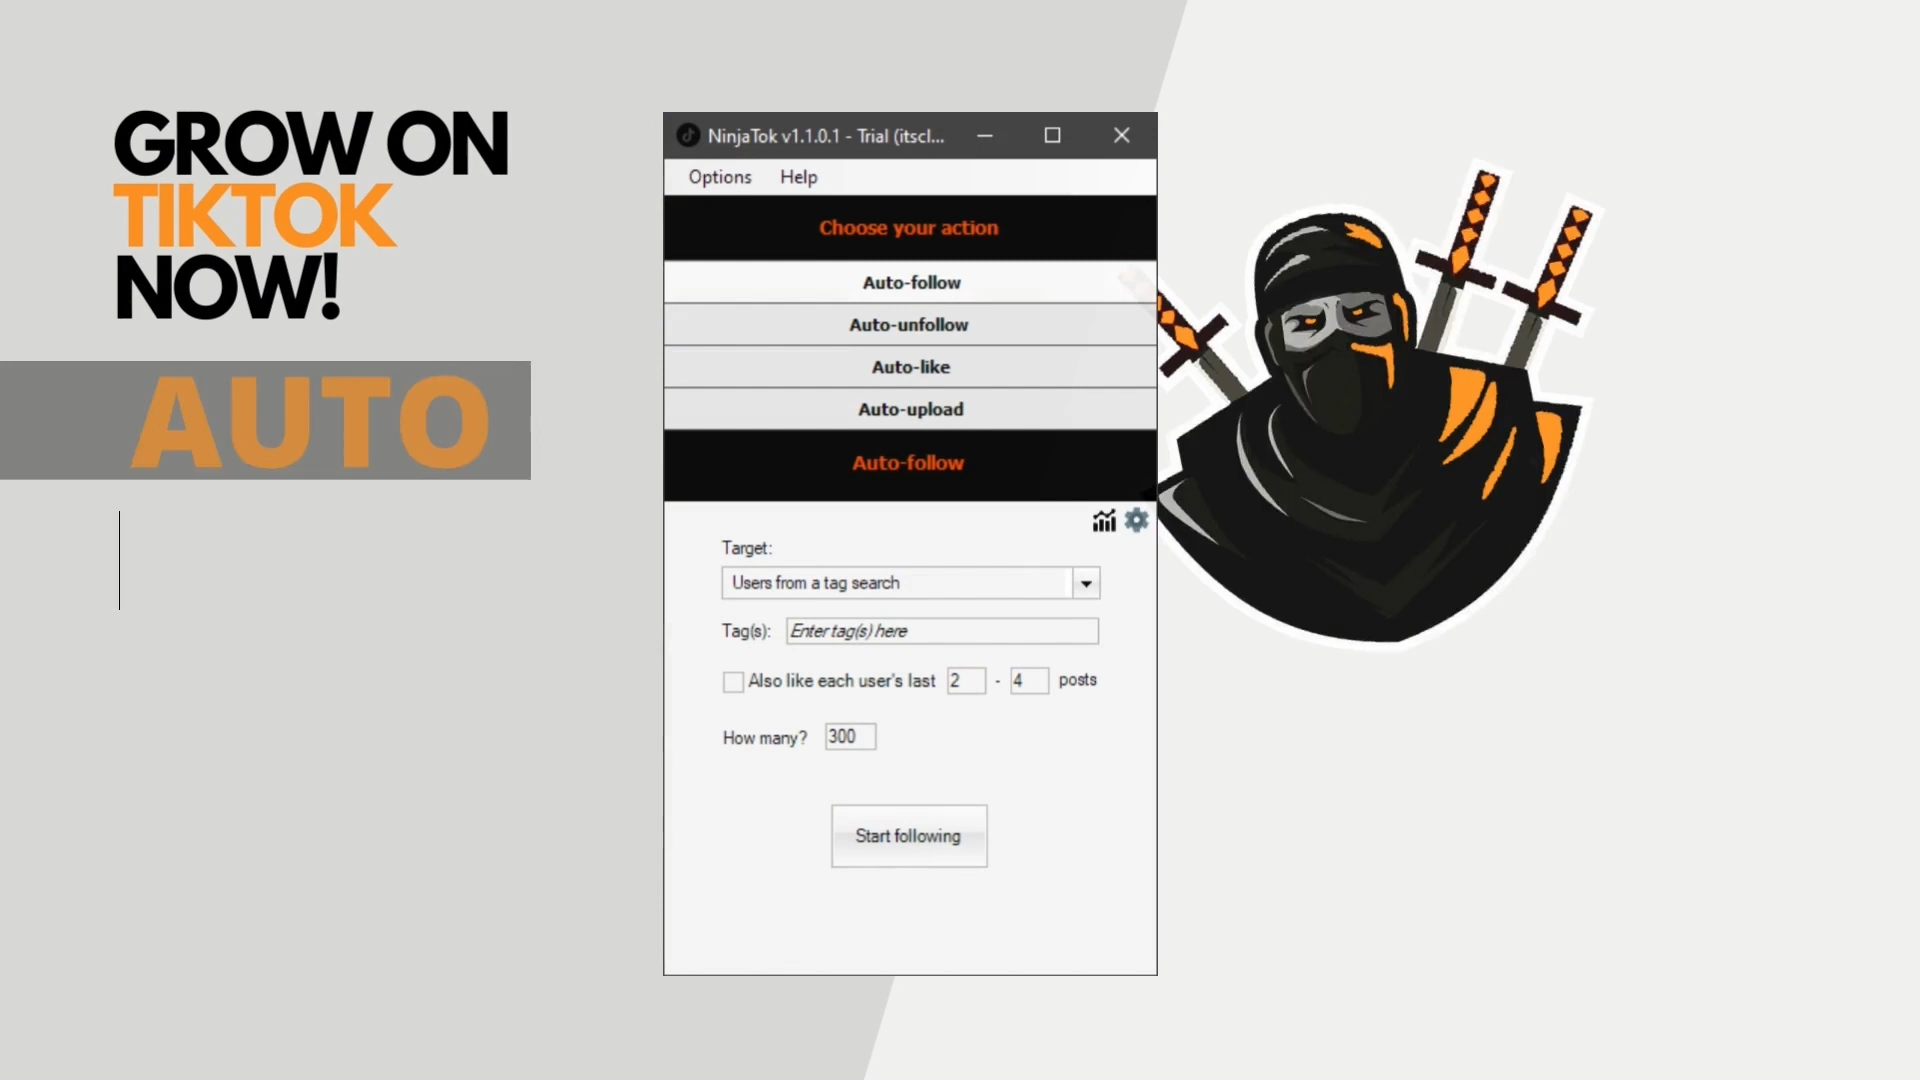 GROW ON
TIKTOK
NOW!
AUTO
NinjaTok v1.1.0.1 - Trial (itscl...
Options Help
Choose your action
Auto-follow
Auto-unfollow
Auto-like
Auto-upload
Auto-follow
Target:
Users from a tag search
Tag(s): Enter tag(s) here
Also like each user's last 2 - 4 posts
How many? 300
Start following